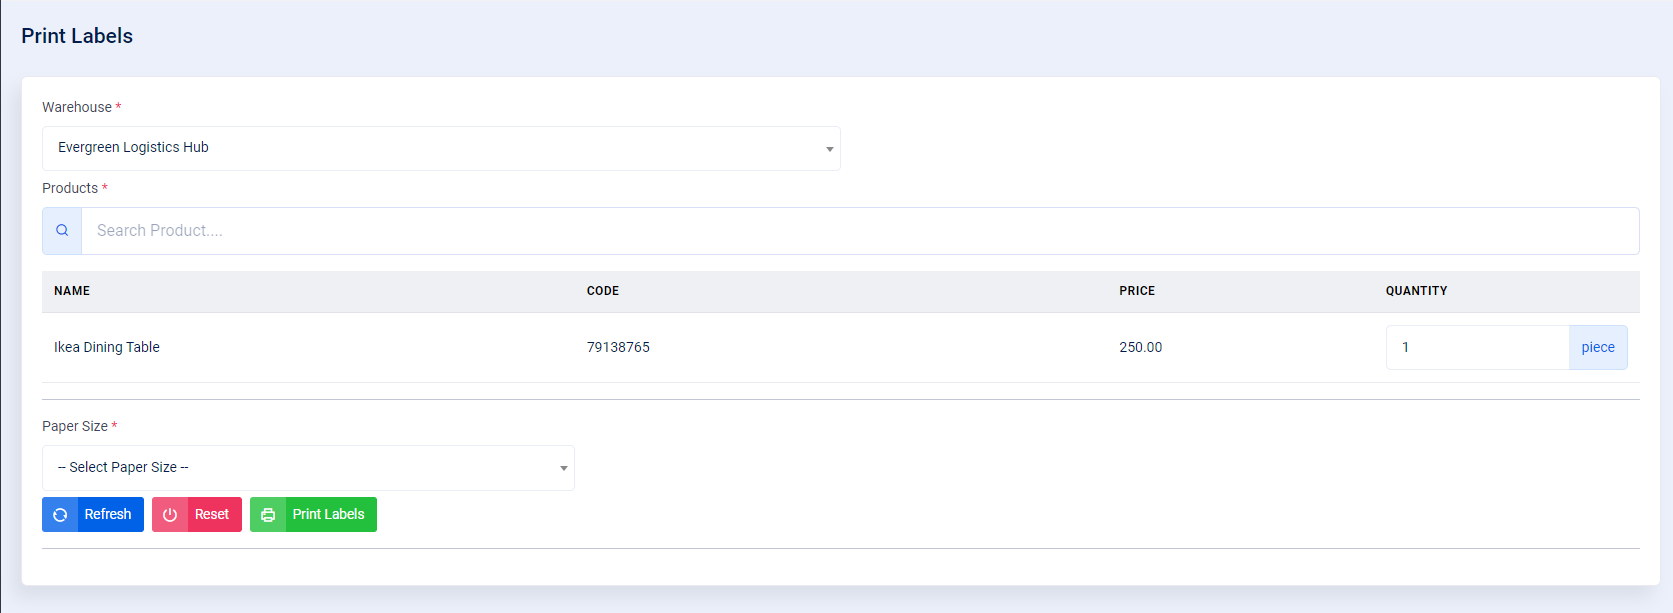 Print Labels
Warehouse *
Evergreen Logistics Hub
Products *
Search Product....
NAME CODE PRICE QUANTITY
Ikea Dining Table 79138765 250.00 1 piece
Paper Size *
-- Select Paper Size --
Refresh Reset Print Labels